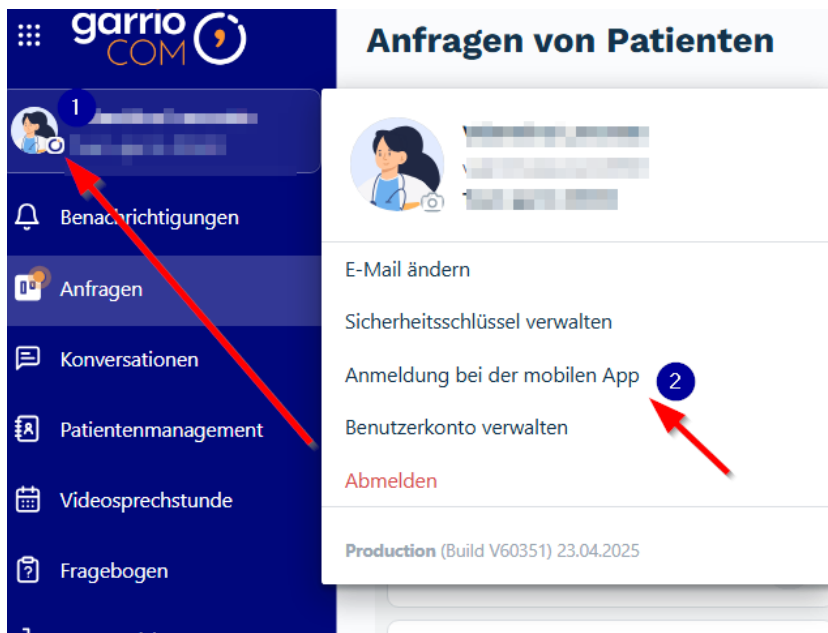 garrio
COM
Anfragen von Patienten
1
Benachrichtigungen
Anfragen
Konversationen
Patientenmanagement
Videosprechstunde
Fragebogen
E-Mail ändern
Sicherheitsschlüssel verwalten
Anmeldung bei der mobilen App
2
Benutzerkonto verwalten
Abmelden
Production (Build V60351) 23.04.2025